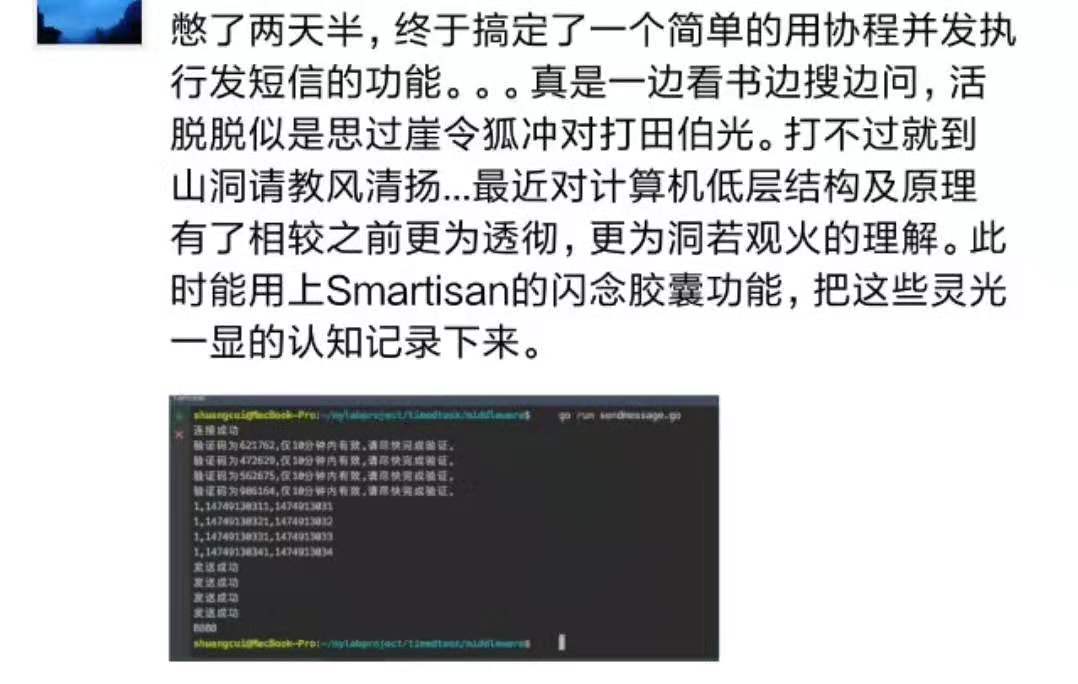 憋了两天半，终于搞定了一个简单的用协程并发执
行发短信的功能。。。真是一边看书边搜边问，活
脱脱似是思过崖令狐冲对打田伯光。打不过就到
山洞请教风清扬...最近对计算机低层结构及原理
有了相较之前更为透彻，更为洞若观火的理解。此
时能用上Smartisan的闪念胶囊功能，把这些灵光
一显的认知记录下来。
shuangcui@MacBook-Pro:~/mylabproject/timedtask/middleware$ go run sendmessage.go
连接成功
验证码为621762,仅10分钟内有效,请尽快完成验证。
验证码为472629,仅10分钟内有效,请尽快完成验证。
验证码为562675,仅10分钟内有效,请尽快完成验证。
验证码为906164,仅10分钟内有效,请尽快完成验证。
1,14749130311,1474913031
1,14749130321,1474913032
1,14749130331,1474913033
1,14749130341,1474913034
发送成功
发送成功
发送成功
发送成功
shuangcui@MacBook-Pro:~/mylabproject/timedtask/middleware$